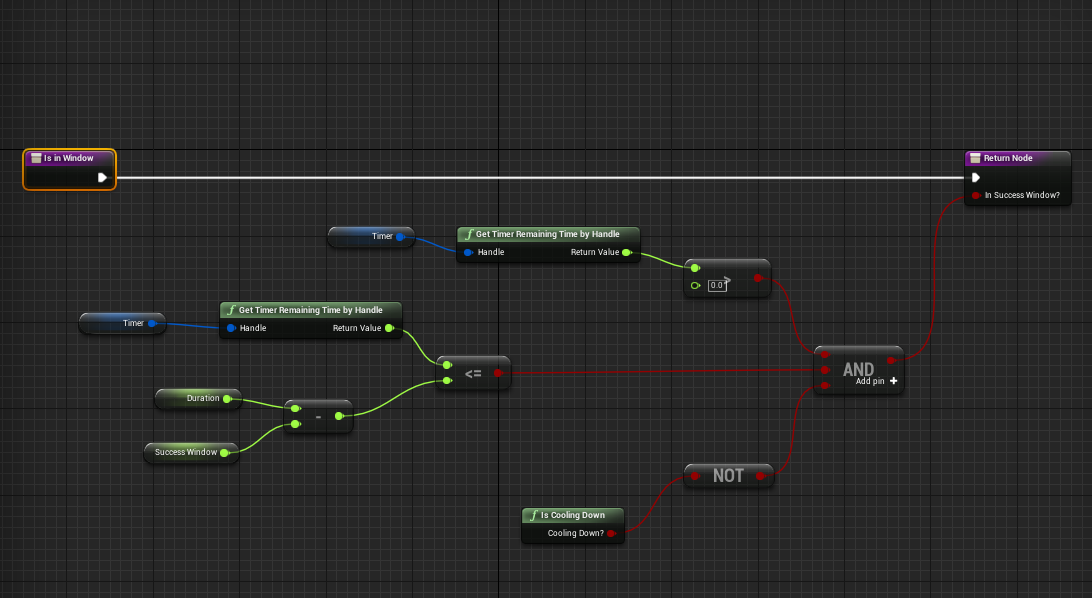 Is in Window
Return Node
In Success Window?
Timer
f Get Timer Remaining Time by Handle
Handle Return Value
0.0 >
Timer
f Get Timer Remaining Time by Handle
Handle Return Value
<=
AND
Add pin +
Duration
-
Success Window
NOT
f Is Cooling Down
Cooling Down?